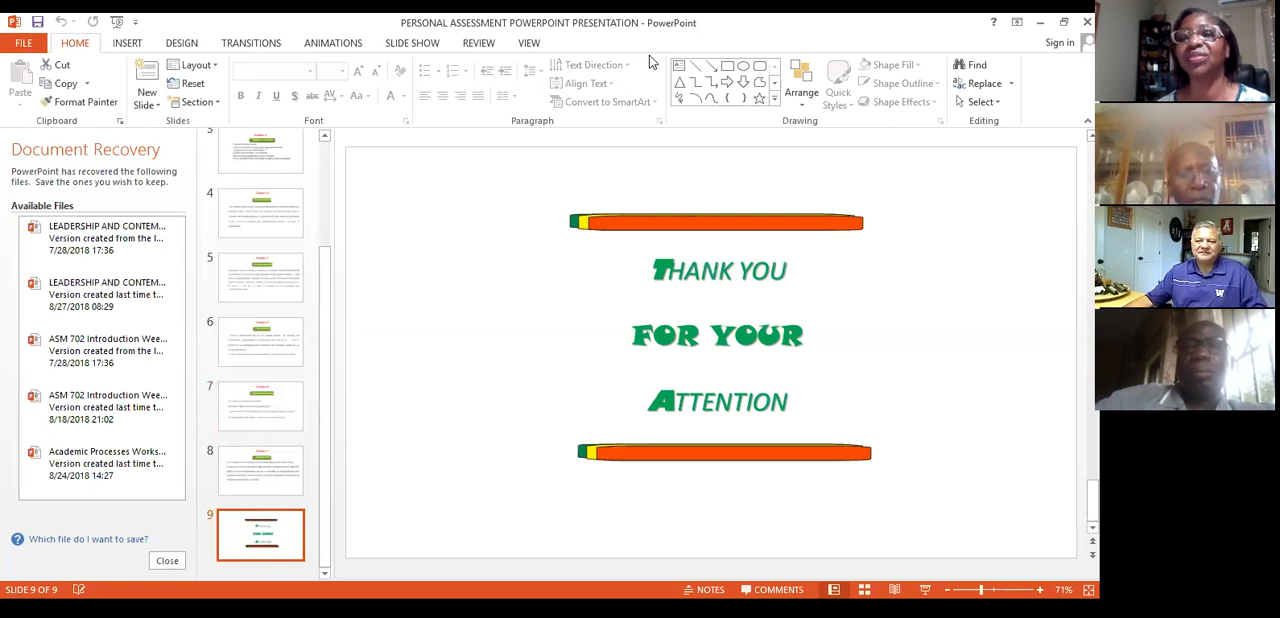 PERSONAL ASSESSMENT POWERPOINT PRESENTATION - PowerPoint
FILE HOME INSERT DESIGN TRANSITIONS ANIMATIONS SLIDE SHOW REVIEW VIEW Sign in
Paste
Cut
Copy
Format Painter
Clipboard
New
Slide
Layout
Reset
Section
Slides
B I U S abc AV Aa A
Font
Text Direction
Align Text
Convert to SmartArt
Paragraph
Arrange
Quick
Styles
Shape Fill
Shape Outline
Shape Effects
Drawing
Find
Replace
Select
Editing
Document Recovery
PowerPoint has recovered the following
files. Save the ones you wish to keep.
Available Files
LEADERSHIP AND CONTEM...
Version created from the l...
7/28/2018 17:36
LEADERSHIP AND CONTEM...
Version created last time t...
8/27/2018 08:29
ASM 702 Introduction Wee...
Version created from the l...
7/28/2018 17:36
ASM 702 Introduction Wee...
Version created last time t...
8/18/2018 21:02
Academic Processes Works...
Version created last time t...
8/24/2018 14:27
Which file do I want to save?
Close
3
4
5
6
7
8
9
THANK YOU
FOR YOUR
ATTENTION
SLIDE 9 OF 9 NOTES COMMENTS 71%
W